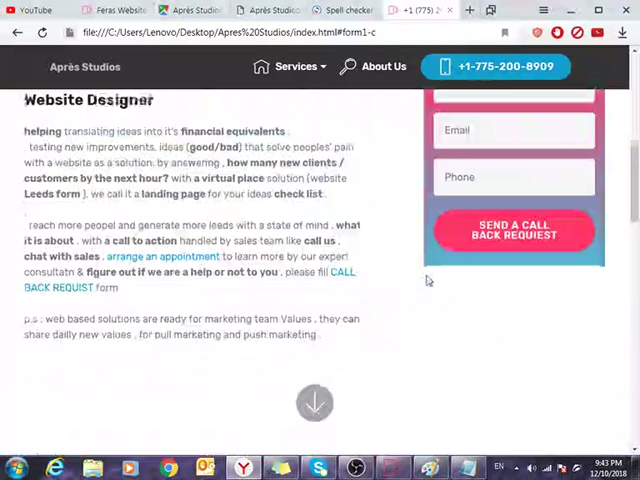 YouTube
Feras Website
Après Studios
Après Studio
Spell checker
+1 (775) 2
file:///C:/Users/Lenovo/Desktop/Apres%20Studios/index.html#form1-c
Après Studios
Services
About Us
+1-775-200-8909
Website Designer
helping translating ideas into it's financial equivalents
. testing new improvements, ideas (good/bad) that solve peoples' pain
with a website as a solution, by answering , how many new clients /
customers by the next hour? with a virtual place solution (website
Leeds form ), we call it a landing page for your ideas check list .
.
. reach more peopel and generate more leeds with a state of mind , what
it is about . with a call to action handled by sales team like call us ,
chat with sales , arrange an appointment to learn more by our expert
consultatn & figure out if we are a help or not to you , please fill CALL
BACK REQUIST form
p.s : web based solutions are ready for marketing team Values , they can
share dailly new values , for pull marketing and push marketing .
Email
Phone
SEND A CALL
BACK REQUIEST
EN
9:43 PM
12/10/2018